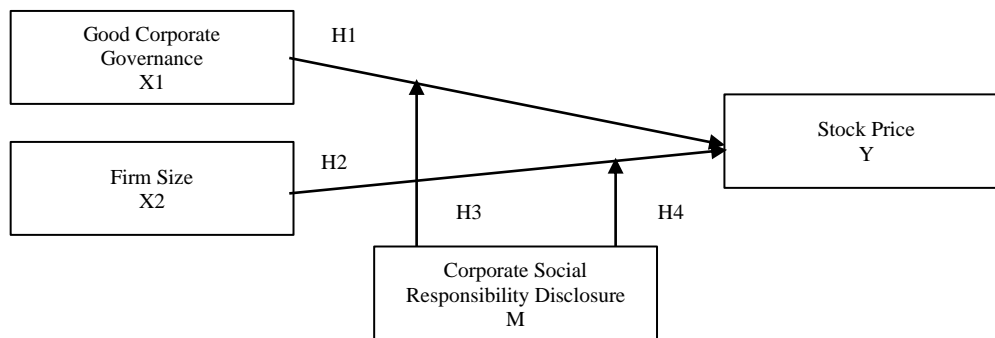 Good Corporate
Governance
X1
H1
Stock Price
Y
Firm Size
X2
H2
H3
H4
Corporate Social
Responsibility Disclosure
M